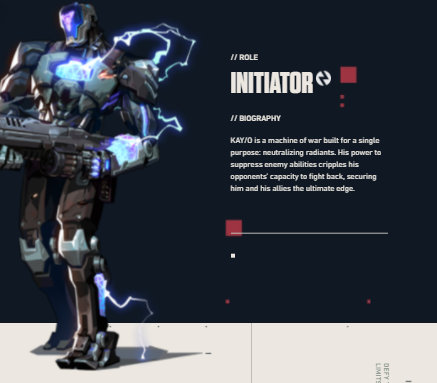 // ROLE
INITIATOR
// BIOGRAPHY
KAY/O is a machine of war built for a single
purpose: neutralizing radiants. His power to
suppress enemy abilities cripples his
opponents' capacity to fight back, securing
him and his allies the ultimate edge.
DEFY
LIMITS